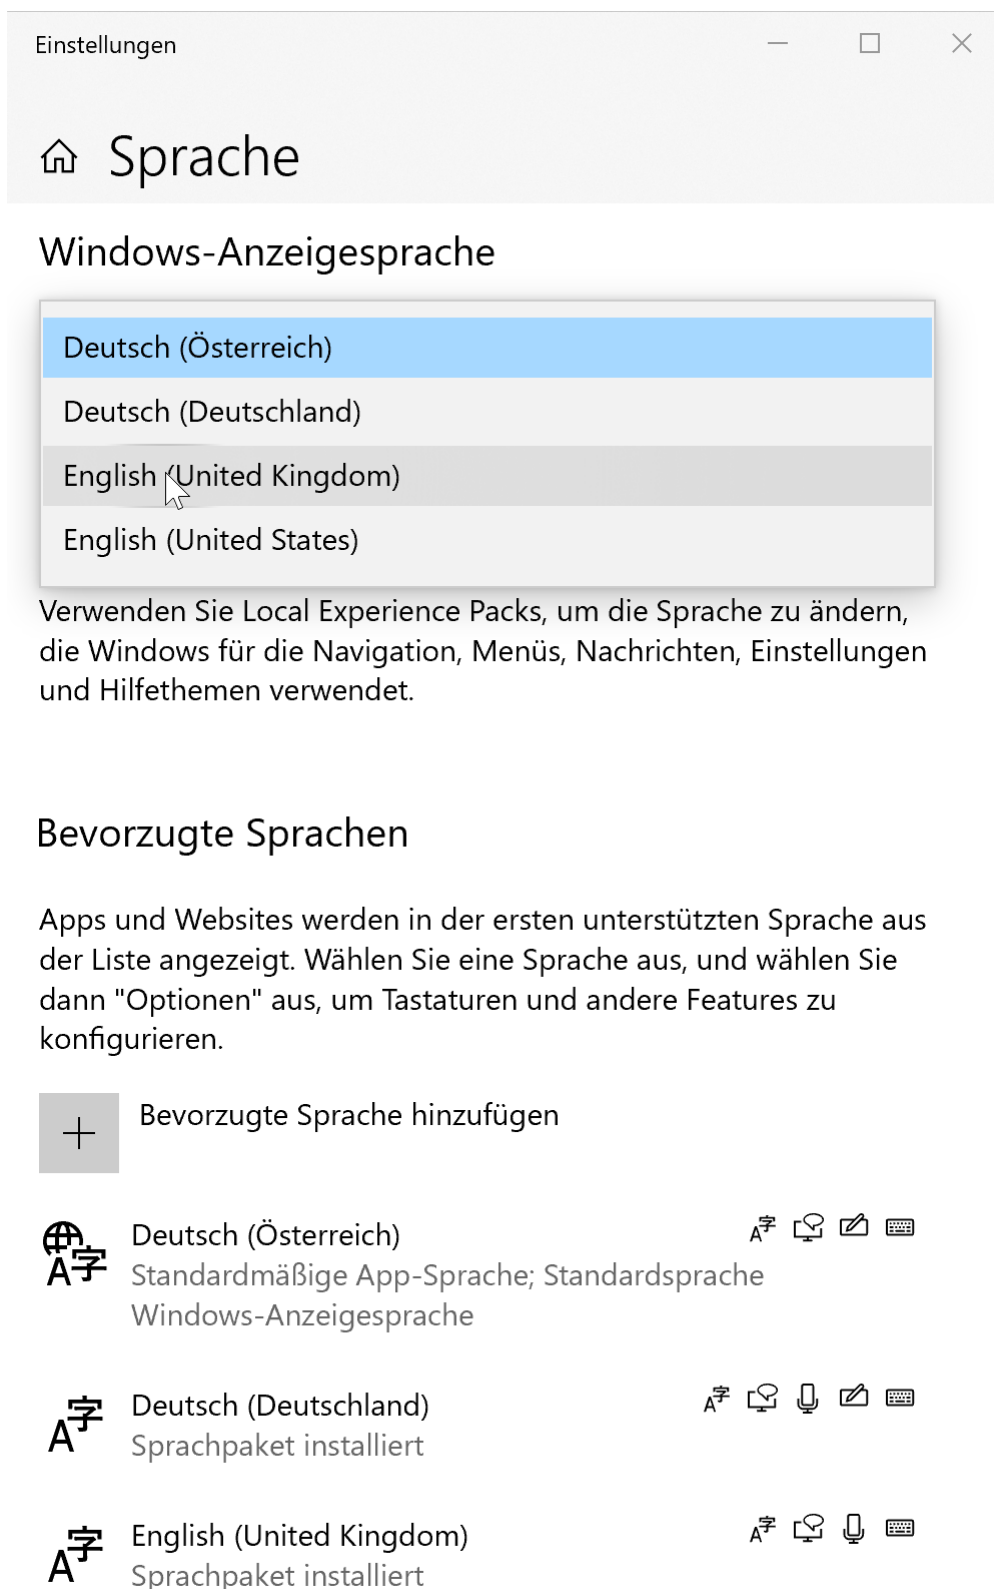 Einstellungen
Sprache
Windows-Anzeigesprache
Deutsch (Österreich)
Deutsch (Deutschland)
English (United Kingdom)
English (United States)
Verwenden Sie Local Experience Packs, um die Sprache zu ändern,
die Windows für die Navigation, Menüs, Nachrichten, Einstellungen
und Hilfethemen verwendet.
Bevorzugte Sprachen
Apps und Websites werden in der ersten unterstützten Sprache aus
der Liste angezeigt. Wählen Sie eine Sprache aus, und wählen Sie
dann "Optionen" aus, um Tastaturen und andere Features zu
konfigurieren.
Bevorzugte Sprache hinzufügen
Deutsch (Österreich)
Standardmäßige App-Sprache; Standardsprache
Windows-Anzeigesprache
Deutsch (Deutschland)
Sprachpaket installiert
English (United Kingdom)
Sprachpaket installiert